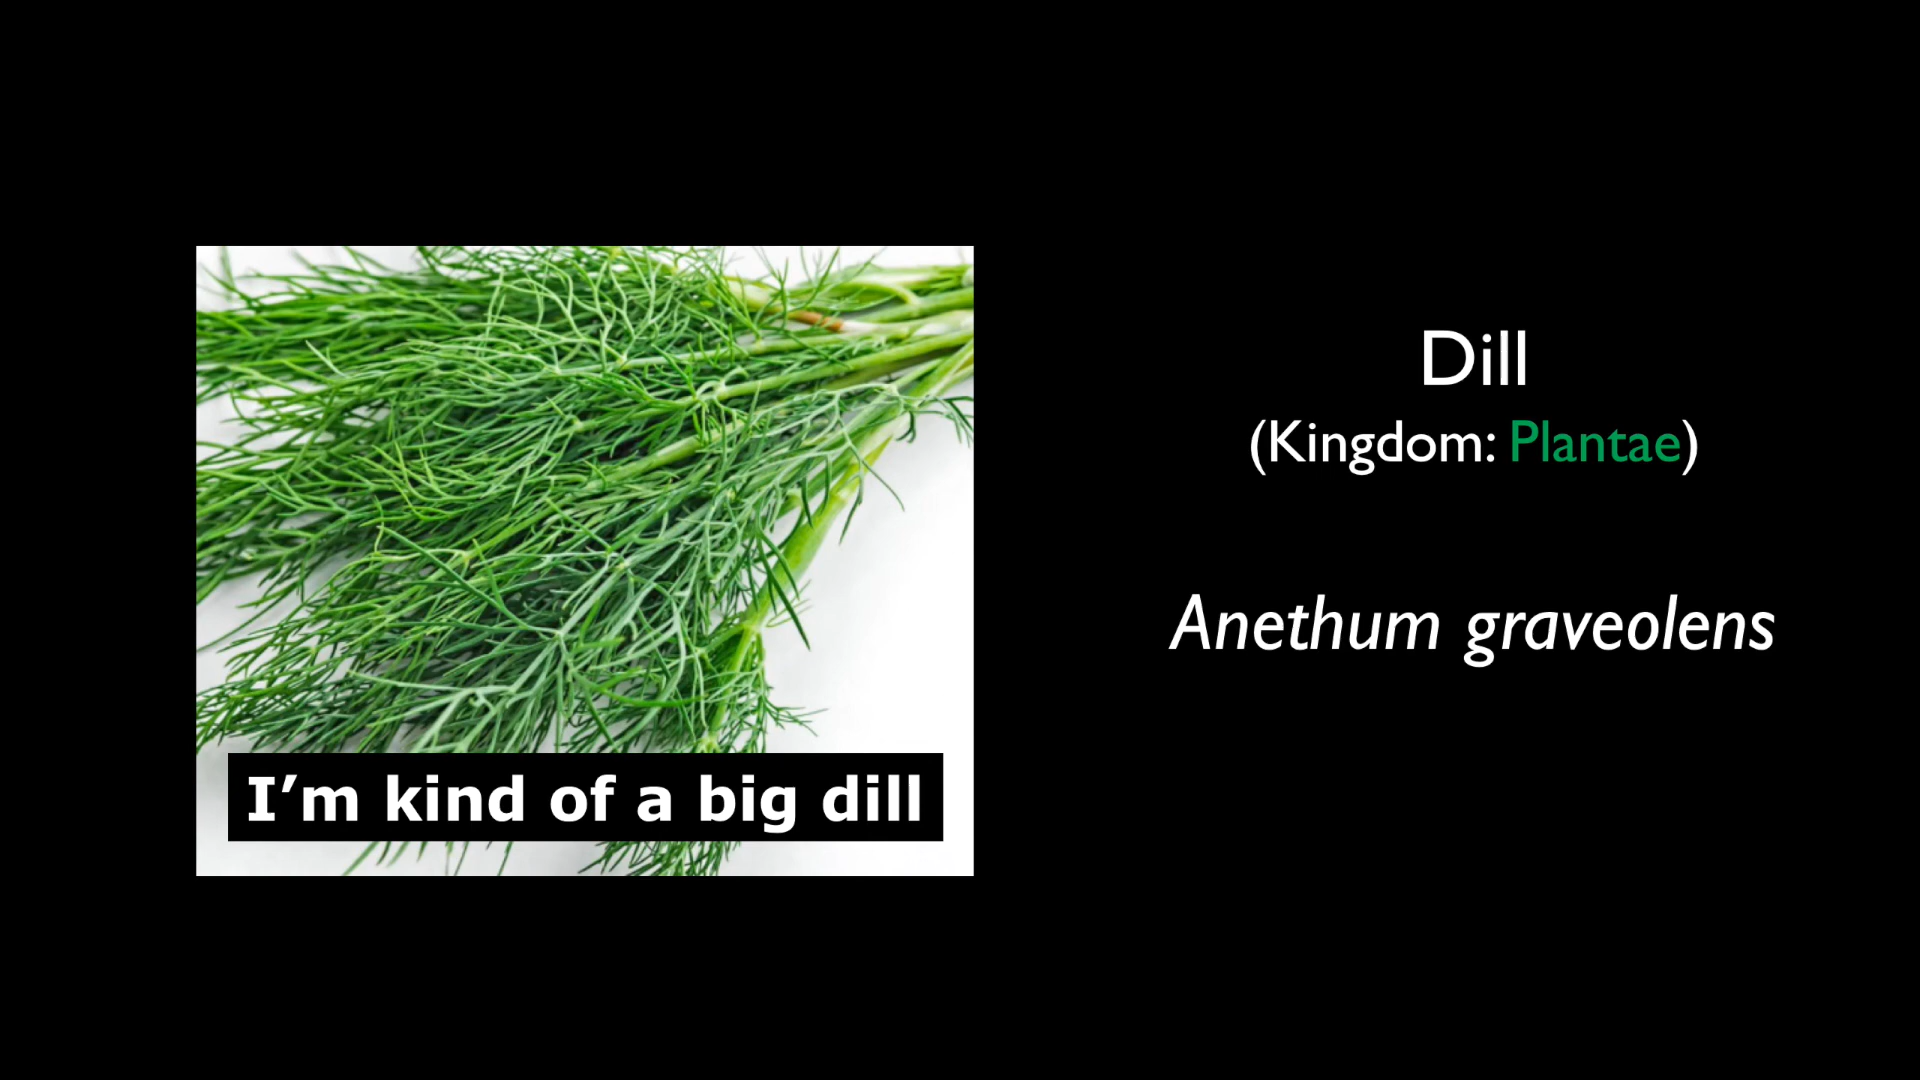 I’m kind of a big dill
Dill
(Kingdom: Plantae)
Anethum graveolens